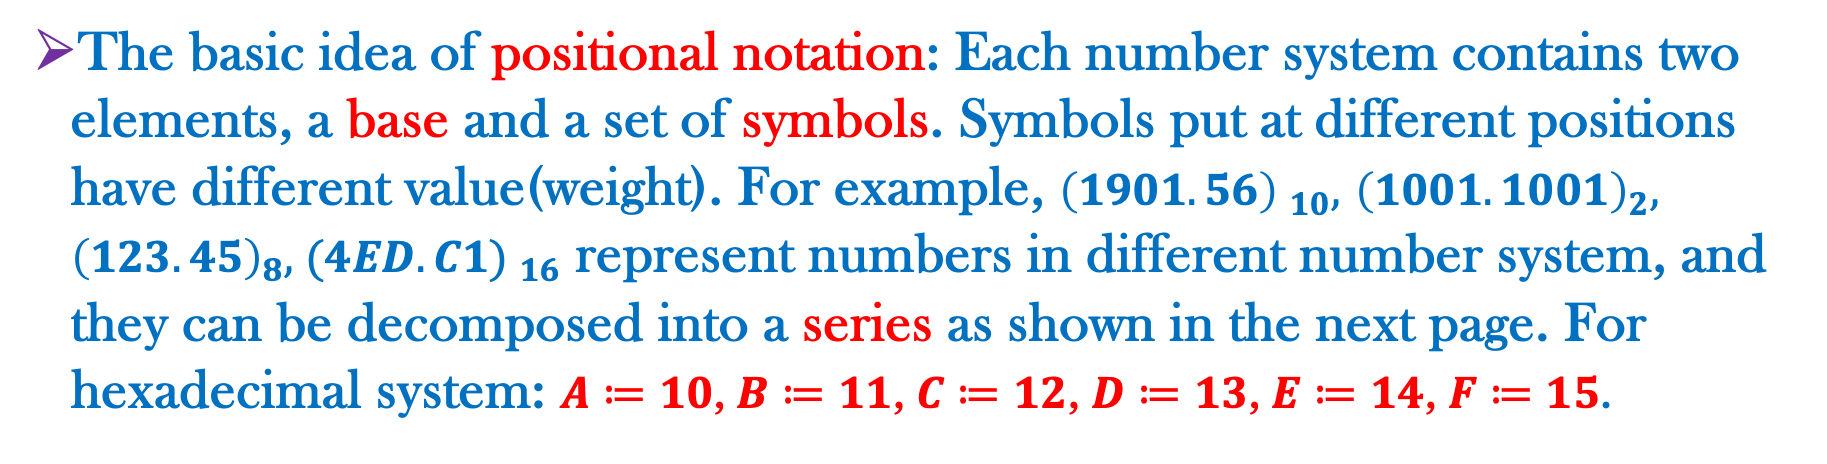 ➢The basic idea of positional notation: Each number system contains two
elements, a base and a set of symbols. Symbols put at different positions
have different value(weight). For example, (1901.56) ₁₀, (1001.1001)₂,
(123.45)₈, (4ED.C1) ₁₆ represent numbers in different number system, and
they can be decomposed into a series as shown in the next page. For
hexadecimal system: A ≔ 10, B ≔ 11, C ≔ 12, D ≔ 13, E ≔ 14, F ≔ 15.